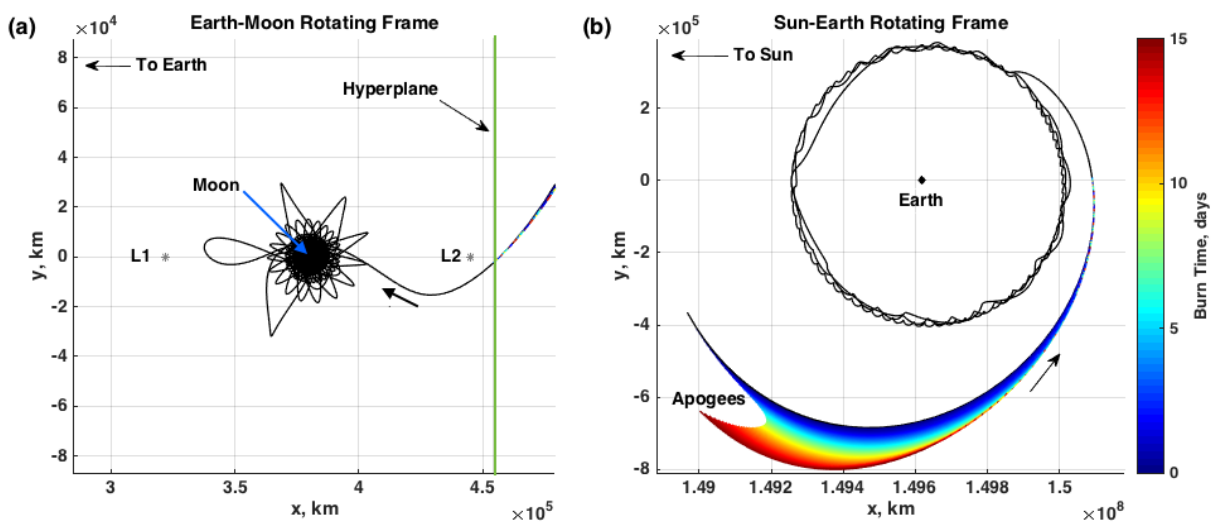 (a)
Earth-Moon Rotating Frame
×10⁴
8
6
4
2
0
-2
-4
-6
-8
y, km
To Earth
Hyperplane
Moon
L1
L2
3
3.5
4
4.5
x, km
×10⁵
(b)
Sun-Earth Rotating Frame
×10⁵
2
0
-2
-4
-6
-8
y, km
To Sun
Earth
Apogees
1.49
1.492
1.494
1.496
1.498
1.5
x, km
×10⁸
15
10
5
0
Burn Time, days